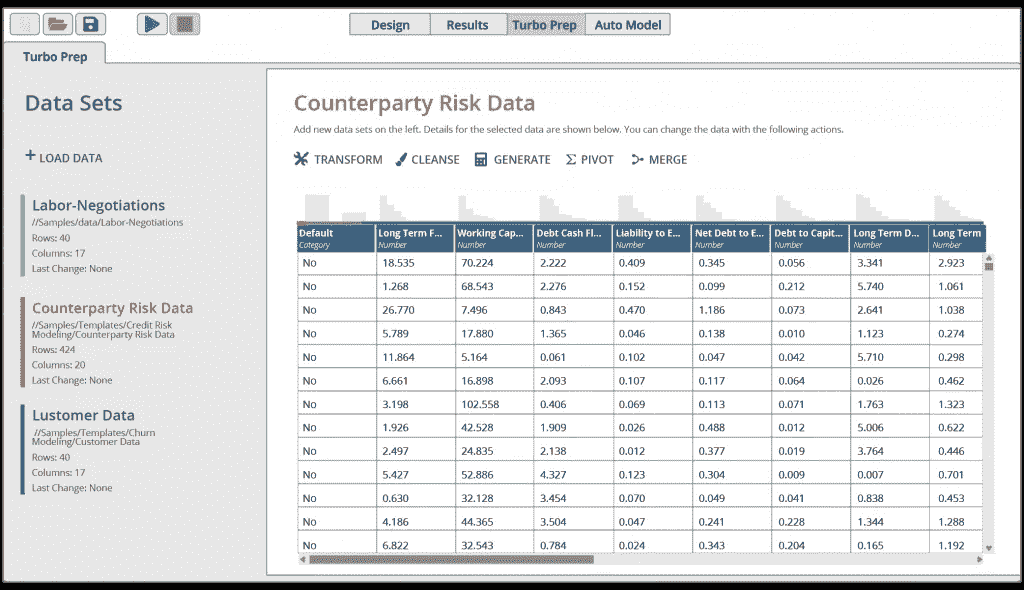 Design Results Turbo Prep Auto Model
Turbo Prep
Data Sets
+ LOAD DATA
Labor-Negotiations
//Samples/data/Labor-Negotiations
Rows: 40
Columns: 17
Last Change: None
Counterparty Risk Data
//Samples/Templates/Credit Risk
Modeling/Counterparty Risk Data
Rows: 424
Columns: 20
Last Change: None
Lustomer Data
//Samples/Templates/Churn
Modeling/Customer Data
Rows: 40
Columns: 17
Last Change: None
Counterparty Risk Data
Add new data sets on the left. Details for the selected data are shown below. You can change the data with the following actions.
TRANSFORM CLEANSE GENERATE Σ PIVOT MERGE
Default Long Term F... Working Cap... Debt Cash Fl... Liability to E... Net Debt to E... Debt to Capit... Long Term D... Long Term
Category Number Number Number Number Number Number Number Number
No 18.535 70.224 2.222 0.409 0.345 0.056 3.341 2.923
No 1.268 68.543 2.276 0.152 0.099 0.212 5.740 1.061
No 26.770 7.496 0.843 0.470 1.186 0.073 2.641 1.038
No 5.789 17.880 1.365 0.046 0.138 0.010 1.123 0.274
No 11.864 5.164 0.061 0.102 0.047 0.042 5.710 0.298
No 6.661 16.898 2.093 0.107 0.117 0.064 0.026 0.462
No 3.198 102.558 0.406 0.069 0.113 0.071 1.763 1.323
No 1.926 42.528 1.909 0.026 0.488 0.012 5.006 0.622
No 2.497 24.835 2.138 0.012 0.377 0.019 3.764 0.446
No 5.427 52.886 4.327 0.123 0.304 0.009 0.007 0.701
No 0.630 32.128 3.454 0.070 0.049 0.041 0.838 0.453
No 4.186 44.365 3.504 0.047 0.241 0.228 1.344 1.288
No 6.822 32.543 0.784 0.024 0.343 0.204 0.165 1.192